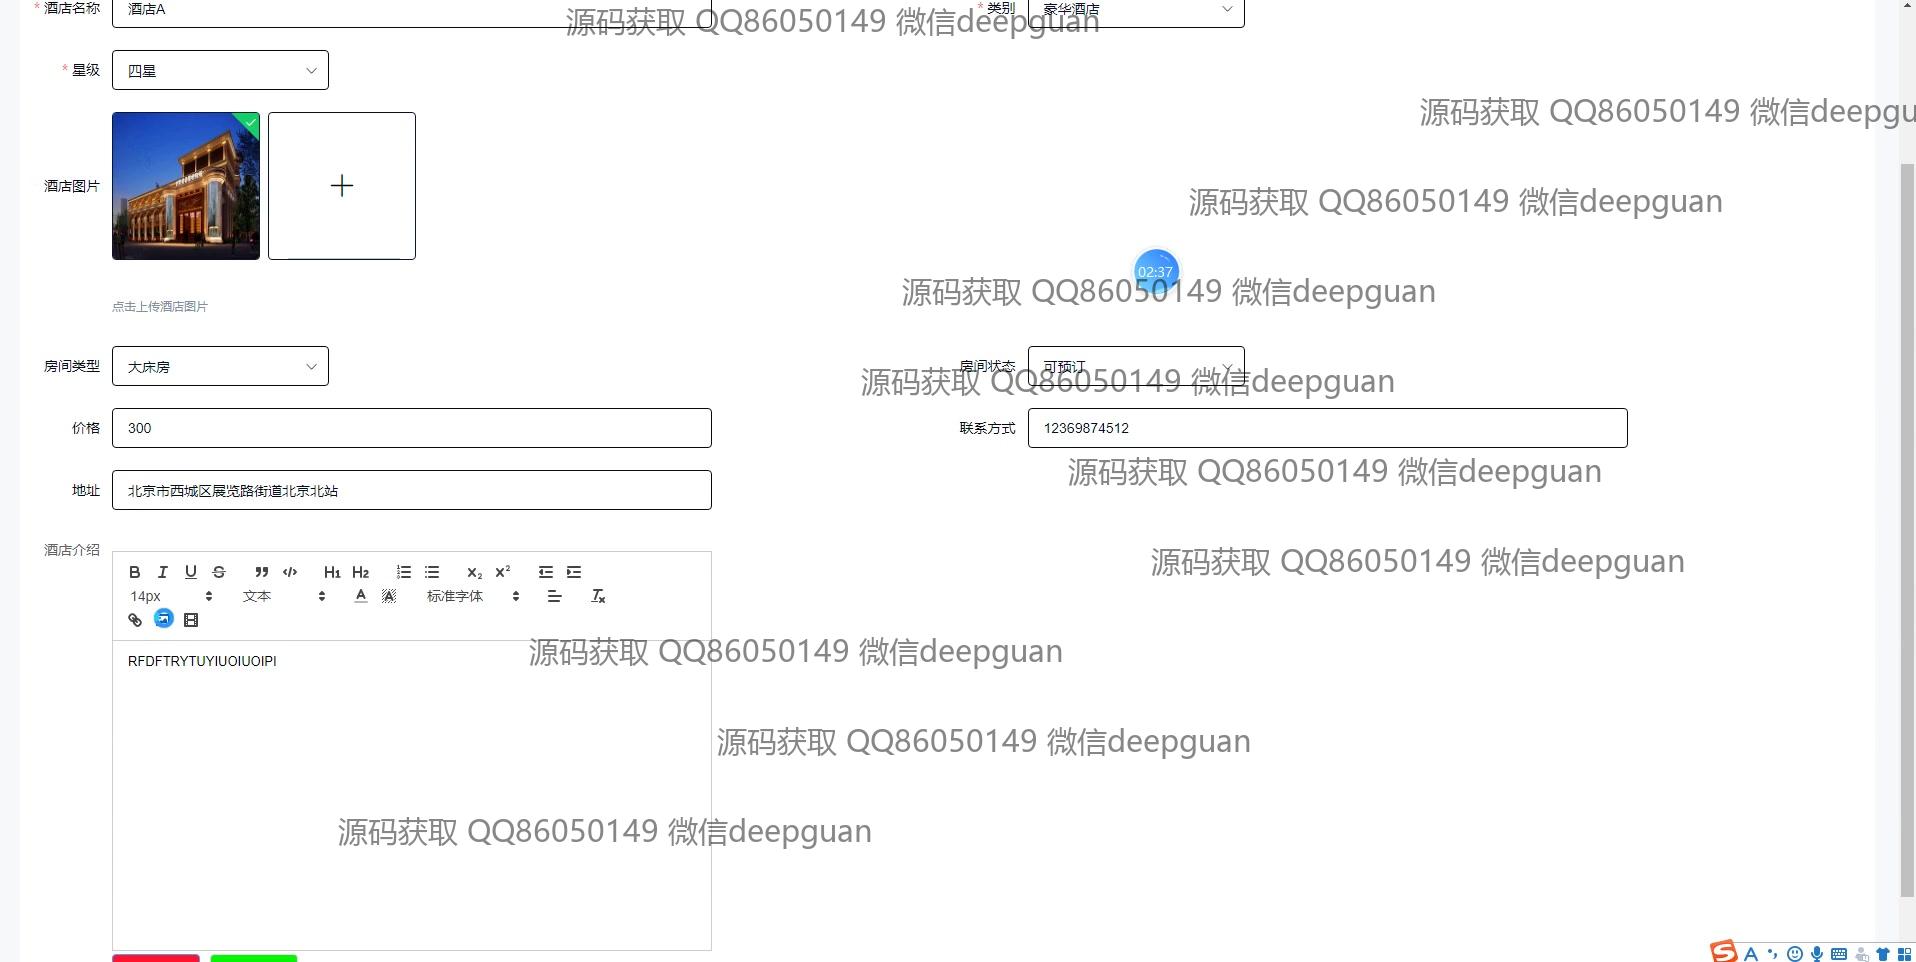 * 酒店名称 酒店A * 类别 豪华酒店
源码获取 QQ86050149 微信deepguan
* 星级 四星
源码获取 QQ86050149 微信deepgu
酒店图片
源码获取 QQ86050149 微信deepguan
02:37
源码获取 QQ86050149 微信deepguan
点击上传酒店图片
房间类型 大床房 房间状态 可预订
源码获取 QQ86050149 微信deepguan
价格 300 联系方式 12369874512
源码获取 QQ86050149 微信deepguan
地址 北京市西城区展览路街道北京北站
酒店介绍
源码获取 QQ86050149 微信deepguan
B I U S H1 H2 X2 X2
14px 文本 A A 标准字体 Tx
源码获取 QQ86050149 微信deepguan
RFDFTRYTUYIUOIUOIPI
源码获取 QQ86050149 微信deepguan
源码获取 QQ86050149 微信deepguan
S A